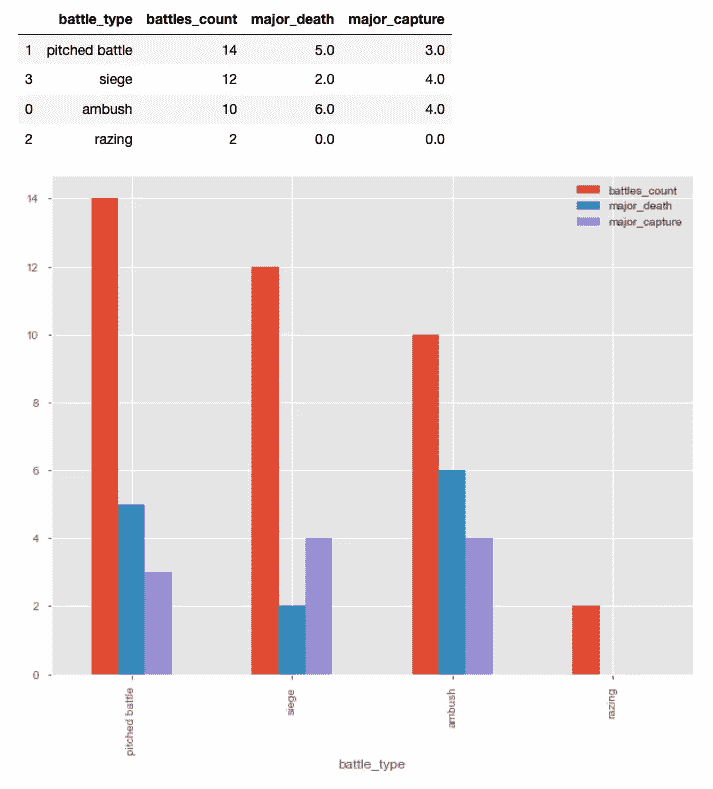 battle_type battles_count major_death major_capture
1 pitched battle 14 5.0 3.0
3 siege 12 2.0 4.0
0 ambush 10 6.0 4.0
2 razing 2 0.0 0.0
battles_count
major_death
major_capture
14
12
10
8
6
4
2
0
pitched battle
siege
ambush
razing
battle_type